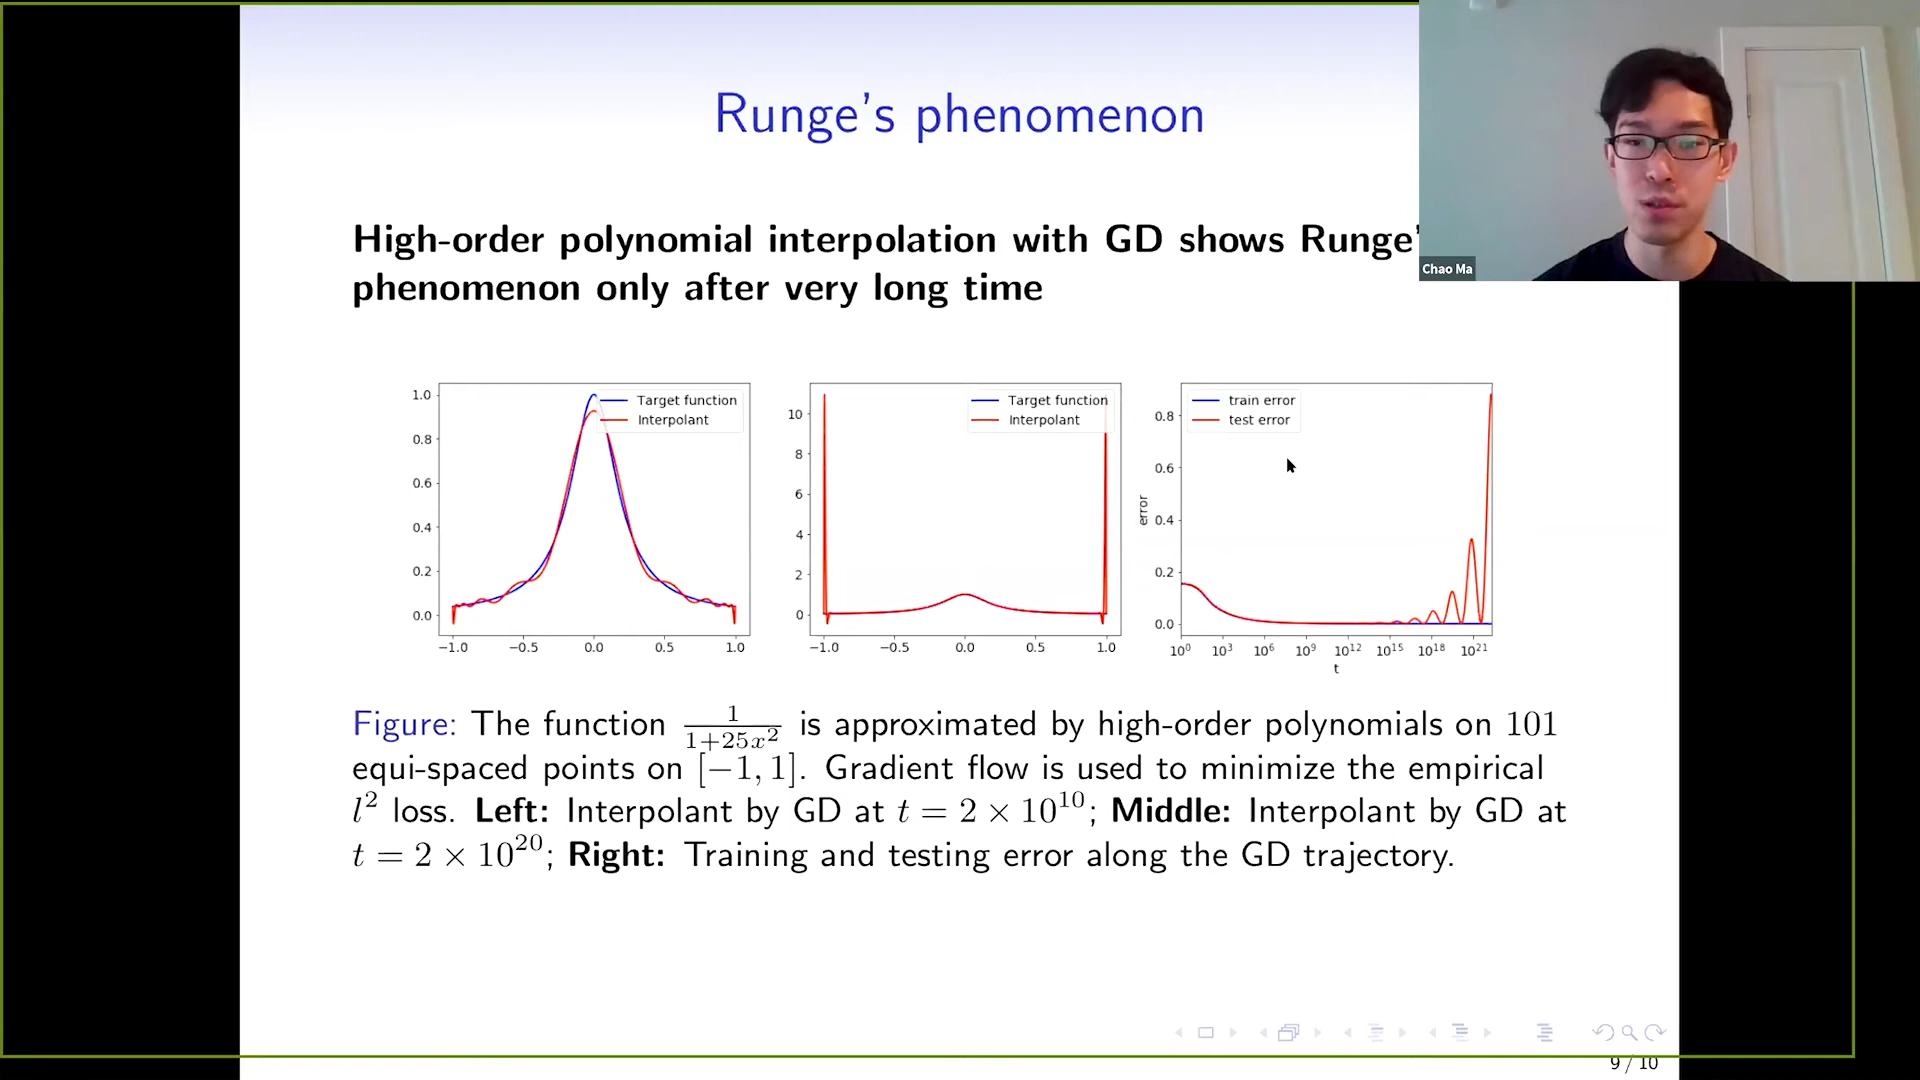 Runge's phenomenon
Chao Ma
High-order polynomial interpolation with GD shows Runge'
phenomenon only after very long time
1.0
0.8
0.6
0.4
0.2
0.0
Target function
Interpolant
−1.0 −0.5 0.0 0.5 1.0
10
8
6
4
2
0
Target function
Interpolant
−1.0 −0.5 0.0 0.5 1.0
error
0.8
0.6
0.4
0.2
0.0
train error
test error
10⁰ 10³ 10⁶ 10⁹ 10¹² 10¹⁵ 10¹⁸ 10²¹
t
Figure: The function 1/(1+25x²) is approximated by high-order polynomials on 101
equi-spaced points on [−1, 1]. Gradient flow is used to minimize the empirical
l² loss. Left: Interpolant by GD at t = 2 × 10¹⁰; Middle: Interpolant by GD at
t = 2 × 10²⁰; Right: Training and testing error along the GD trajectory.
9 / 10